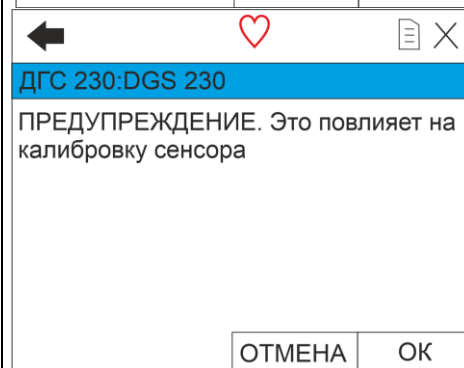 ДГС 230:DGS 230
ПРЕДУПРЕЖДЕНИЕ. Это повлияет на
калибровку сенсора
ОТМЕНА ОК